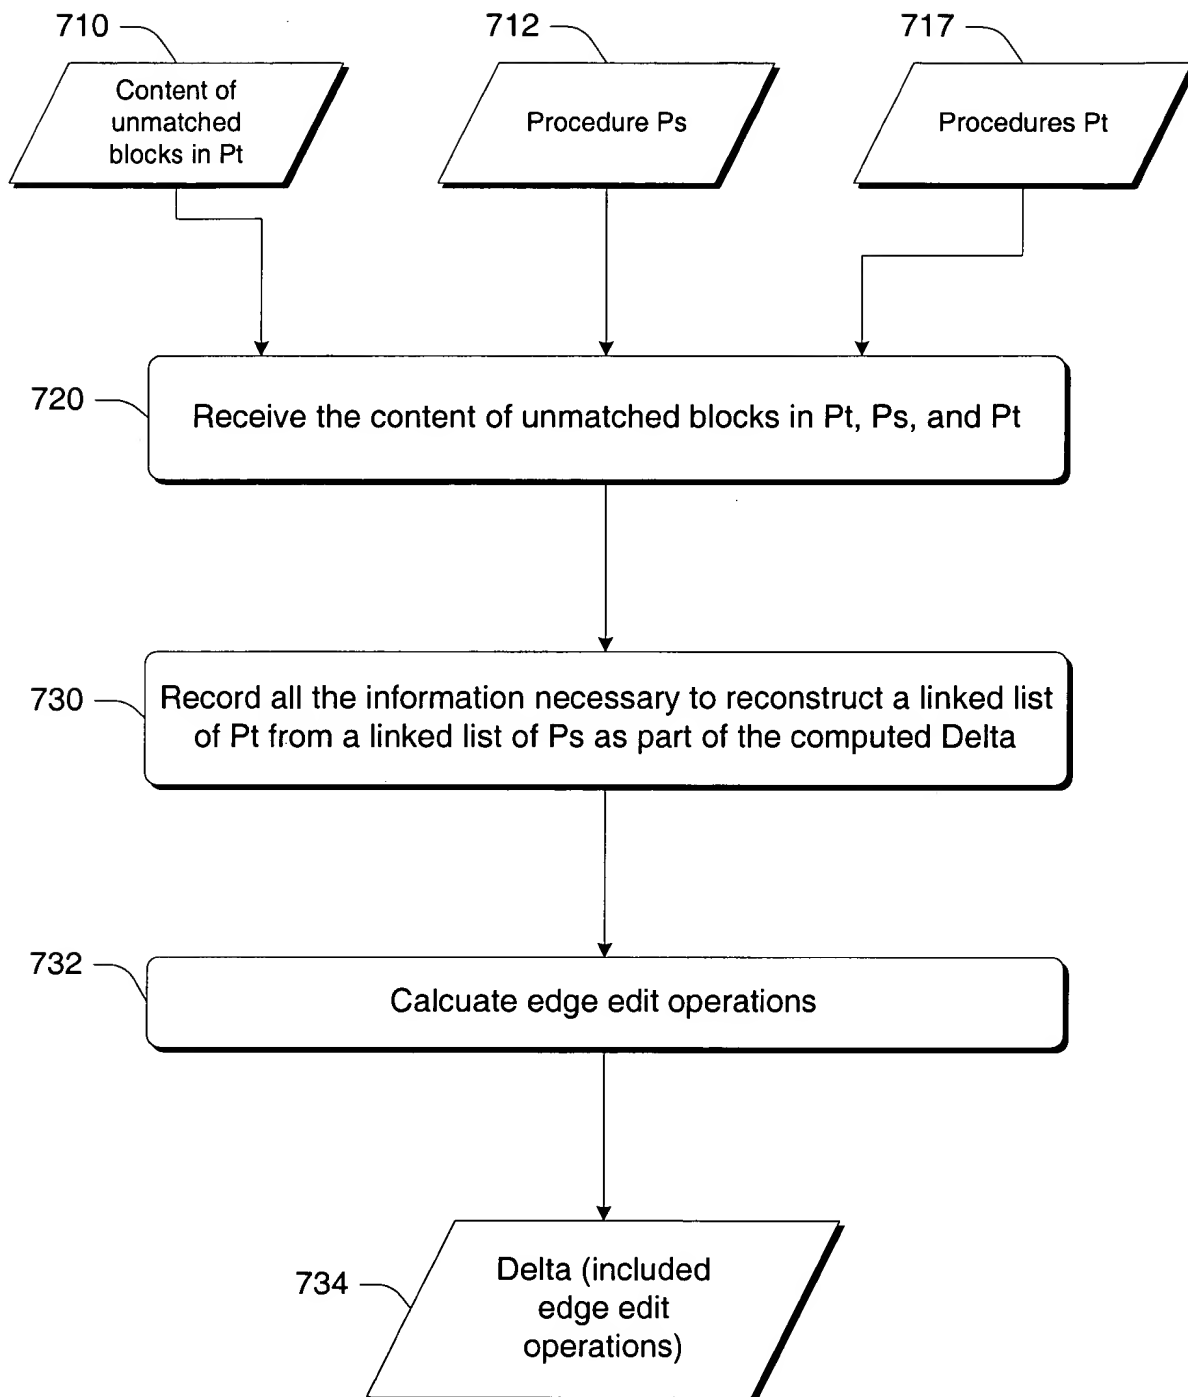 710
712
717
Content of
unmatched
blocks in Pt
Procedure Ps
Procedures Pt
720
Receive the content of unmatched blocks in Pt, Ps, and Pt
730
Record all the information necessary to reconstruct a linked list
of Pt from a linked list of Ps as part of the computed Delta
732
Calcuate edge edit operations
734
Delta (included
edge edit
operations)